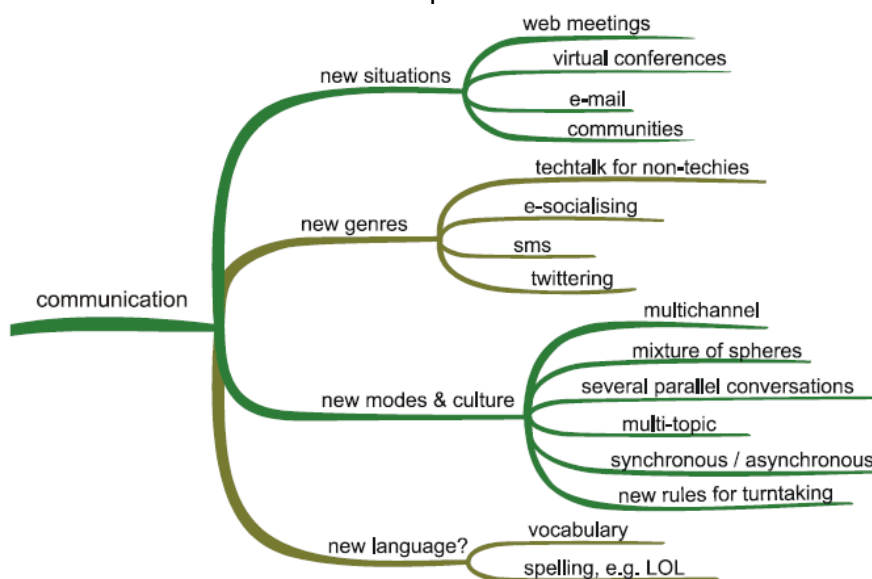 communication
new situations
web meetings
virtual conferences
e-mail
communities
new genres
techtalk for non-techies
e-socialising
sms
twittering
new modes & culture
multichannel
mixture of spheres
several parallel conversations
multi-topic
synchronous / asynchronous
new rules for turntaking
new language?
vocabulary
spelling, e.g. LOL